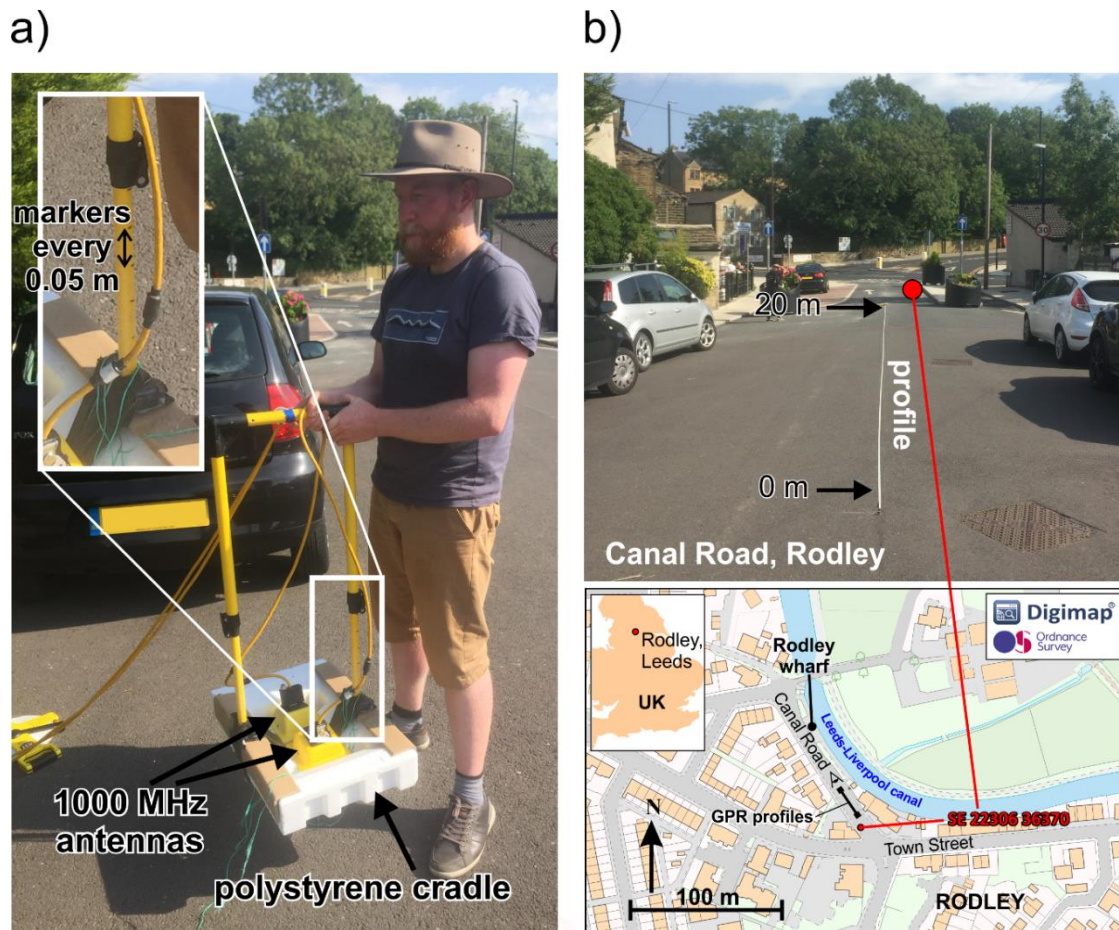 a)
markers
every
0.05 m
1000 MHz
antennas
polystyrene cradle
b)
20 m
profile
0 m
30
Canal Road, Rodley
Rodley,
Leeds
UK
Rodley
wharf
Digimap®
Ordnance
Survey
Canal Road
Leeds-Liverpool canal
GPR profiles
SE 22306 36370
Town Street
N
100 m
RODLEY